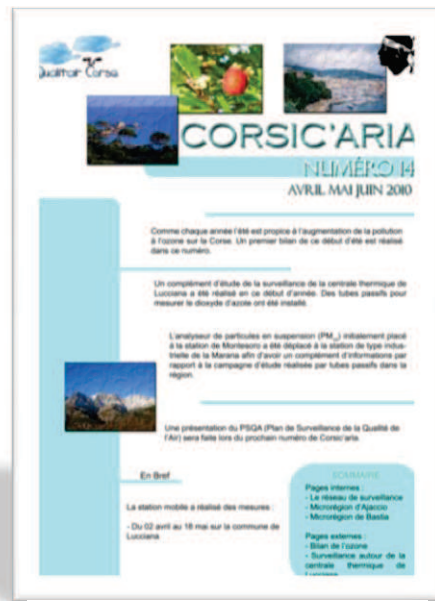 Qualitair Corse
CORSIC'ARIA
NUMÉRO 14
AVRIL MAI JUIN 2010
Comme chaque année l'été est propice à l'augmentation de la pollution
à l'ozone sur la Corse. Un premier bilan de ce début d'été est réalisé
dans ce numéro.
Un complément d'étude de la surveillance de la centrale thermique de
Lucciana a été réalisé en ce début d'année. Des tubes passifs pour
mesurer le dioxyde d'azote ont été installé.
L'analyseur de particules en suspension (PM10) initialement placé
à la station de Montesoro a été déplacé à la station de type indus-
trielle de la Marana afin d'avoir un complément d'informations par
rapport à la campagne d'étude réalisée par tubes passifs dans la
région.
Une présentation du PSQA (Plan de Surveillance de la Qualité de
l'Air) sera faite lors du prochain numéro de Corsic'aria.
En Bref
La station mobile a réalisé des mesures :
- Du 02 avril au 18 mai sur la commune de
Lucciana
SOMMAIRE
Pages internes :
- Le réseau de surveillance
- Microrégion d'Ajaccio
- Microrégion de Bastia
Pages externes :
- Bilan de l'ozone
- Surveillance autour de la
centrale thermique de
Lucciana